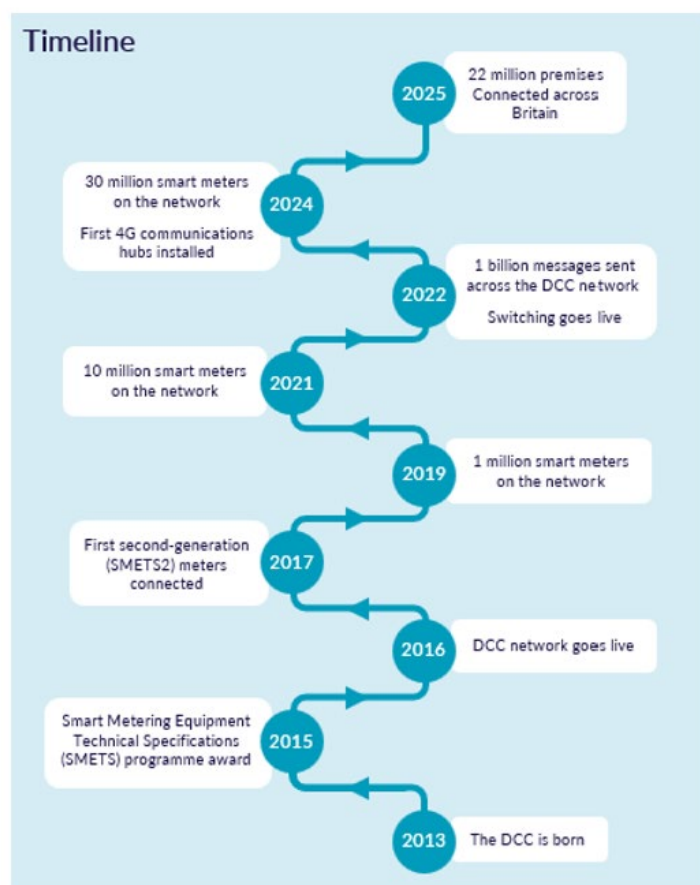 Timeline
2025
22 million premises
Connected across
Britain
30 million smart meters
on the network
First 4G communications
hubs installed
2024
1 billion messages sent
across the DCC network
Switching goes live
2022
10 million smart meters
on the network
2021
1 million smart meters
on the network
2019
First second-generation
(SMETS2) meters
connected
2017
DCC network goes live
2016
Smart Metering Equipment
Technical Specifications
(SMETS) programme award
2015
2013
The DCC is born